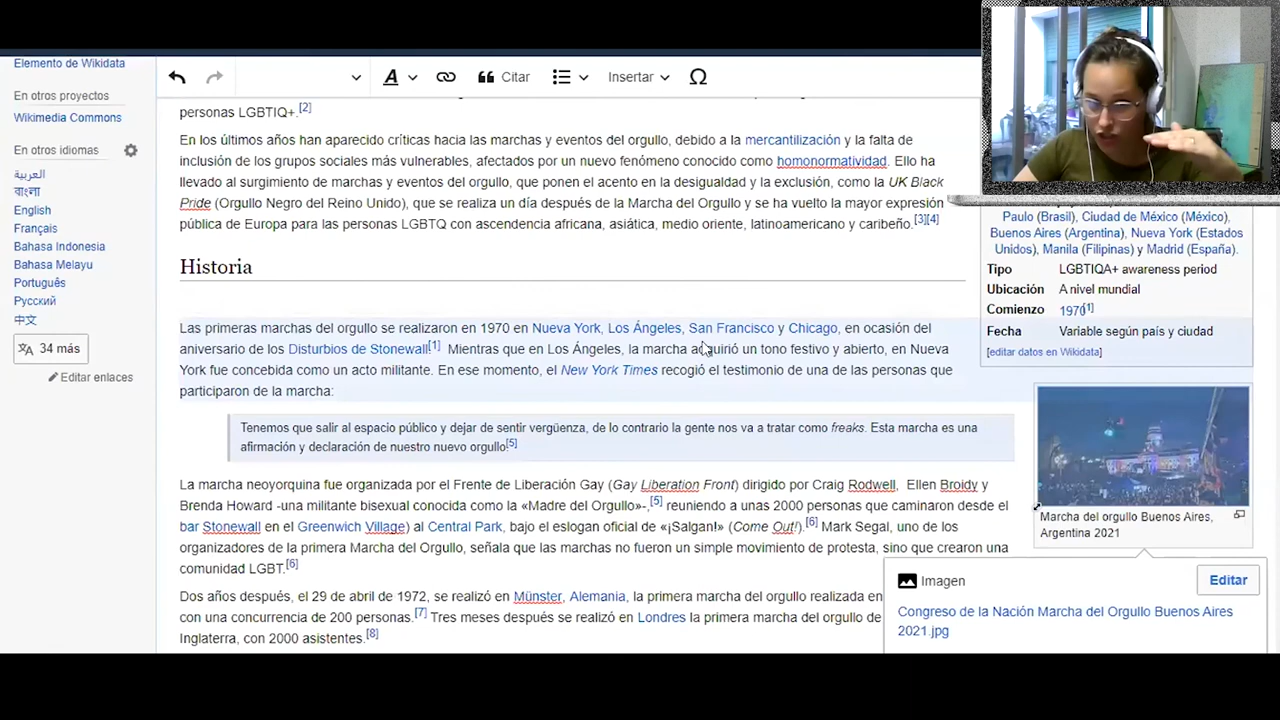 Elemento de Wikidata
En otros proyectos
Wikimedia Commons
En otros idiomas
العربية
বাংলা
English
Français
Bahasa Indonesia
Bahasa Melayu
Português
Русский
中文
34 más
Editar enlaces
A
Citar
Insertar
Ω
personas LGBTIQ+.[2]
En los últimos años han aparecido críticas hacia las marchas y eventos del orgullo, debido a la mercantilización y la falta de
inclusión de los grupos sociales más vulnerables, afectados por un nuevo fenómeno conocido como homonormatividad. Ello ha
llevado al surgimiento de marchas y eventos del orgullo, que ponen el acento en la desigualdad y la exclusión, como la UK Black
Pride (Orgullo Negro del Reino Unido), que se realiza un día después de la Marcha del Orgullo y se ha vuelto la mayor expresión
pública de Europa para las personas LGBTQ con ascendencia africana, asiática, medio oriente, latinoamericano y caribeño.[3][4]
Historia
Las primeras marchas del orgullo se realizaron en 1970 en Nueva York, Los Ángeles, San Francisco y Chicago, en ocasión del
aniversario de los Disturbios de Stonewall[1] Mientras que en Los Ángeles, la marcha adquirió un tono festivo y abierto, en Nueva
York fue concebida como un acto militante. En ese momento, el New York Times recogió el testimonio de una de las personas que
participaron de la marcha:
Tenemos que salir al espacio público y dejar de sentir vergüenza, de lo contrario la gente nos va a tratar como freaks. Esta marcha es una
afirmación y declaración de nuestro nuevo orgullo[5]
La marcha neoyorquina fue organizada por el Frente de Liberación Gay (Gay Liberation Front) dirigido por Craig Rodwell, Ellen Broidy y
Brenda Howard -una militante bisexual conocida como la «Madre del Orgullo»-,[5] reuniendo a unas 2000 personas que caminaron desde el
bar Stonewall en el Greenwich Village) al Central Park, bajo el eslogan oficial de «¡Salgan!» (Come Out!).[6] Mark Segal, uno de los
organizadores de la primera Marcha del Orgullo, señala que las marchas no fueron un simple movimiento de protesta, sino que crearon una
comunidad LGBT.[6]
Dos años después, el 29 de abril de 1972, se realizó en Münster, Alemania, la primera marcha del orgullo realizada en
con una concurrencia de 200 personas.[7] Tres meses después se realizó en Londres la primera marcha del orgullo de
Inglaterra, con 2000 asistentes.[8]
Paulo (Brasil), Ciudad de México (México),
Buenos Aires (Argentina), Nueva York (Estados
Unidos), Manila (Filipinas) y Madrid (España).
Tipo LGBTIQA+ awareness period
Ubicación A nivel mundial
Comienzo 1970[1]
Fecha Variable según país y ciudad
[editar datos en Wikidata]
Marcha del orgullo Buenos Aires,
Argentina 2021
Imagen
Editar
Congreso de la Nación Marcha del Orgullo Buenos Aires
2021.jpg